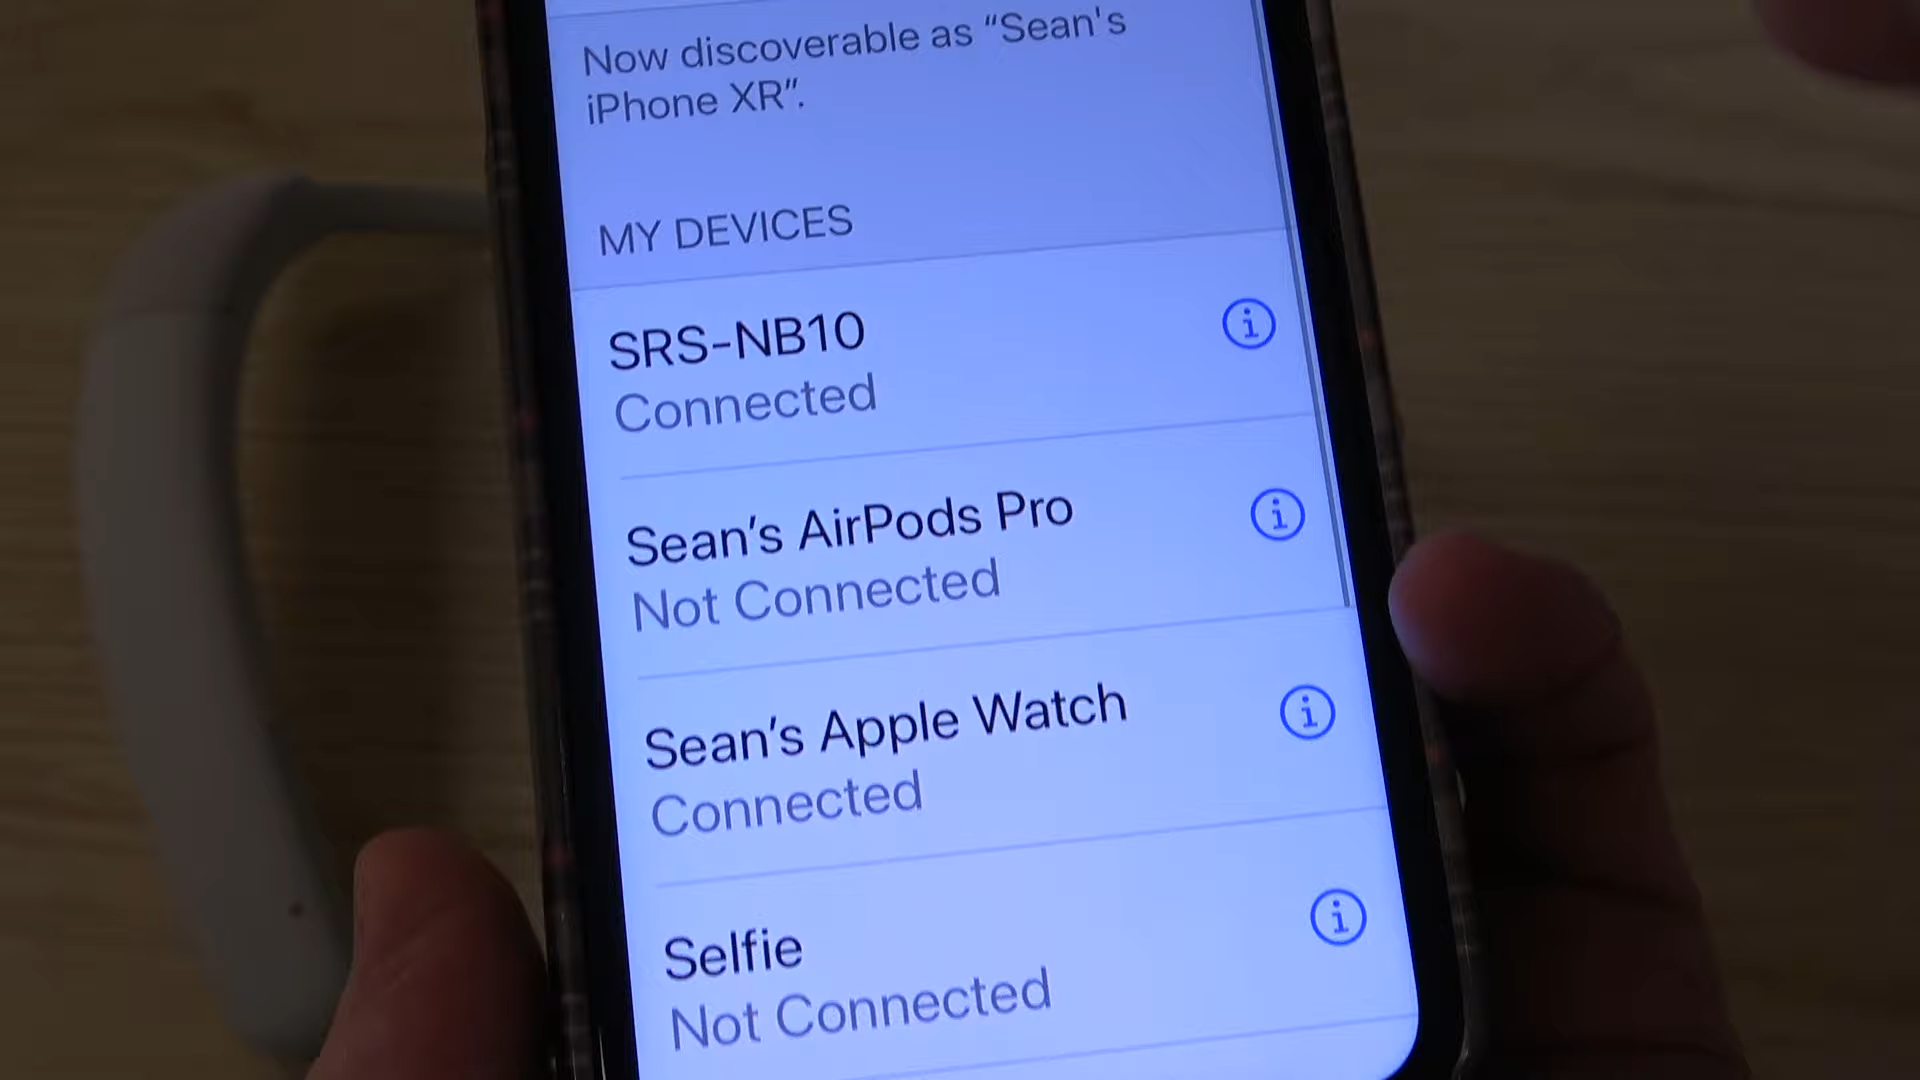 Now discoverable as “Sean's
iPhone XR”.
MY DEVICES
SRS-NB10
Connected
Sean’s AirPods Pro
Not Connected
Sean’s Apple Watch
Connected
Selfie
Not Connected